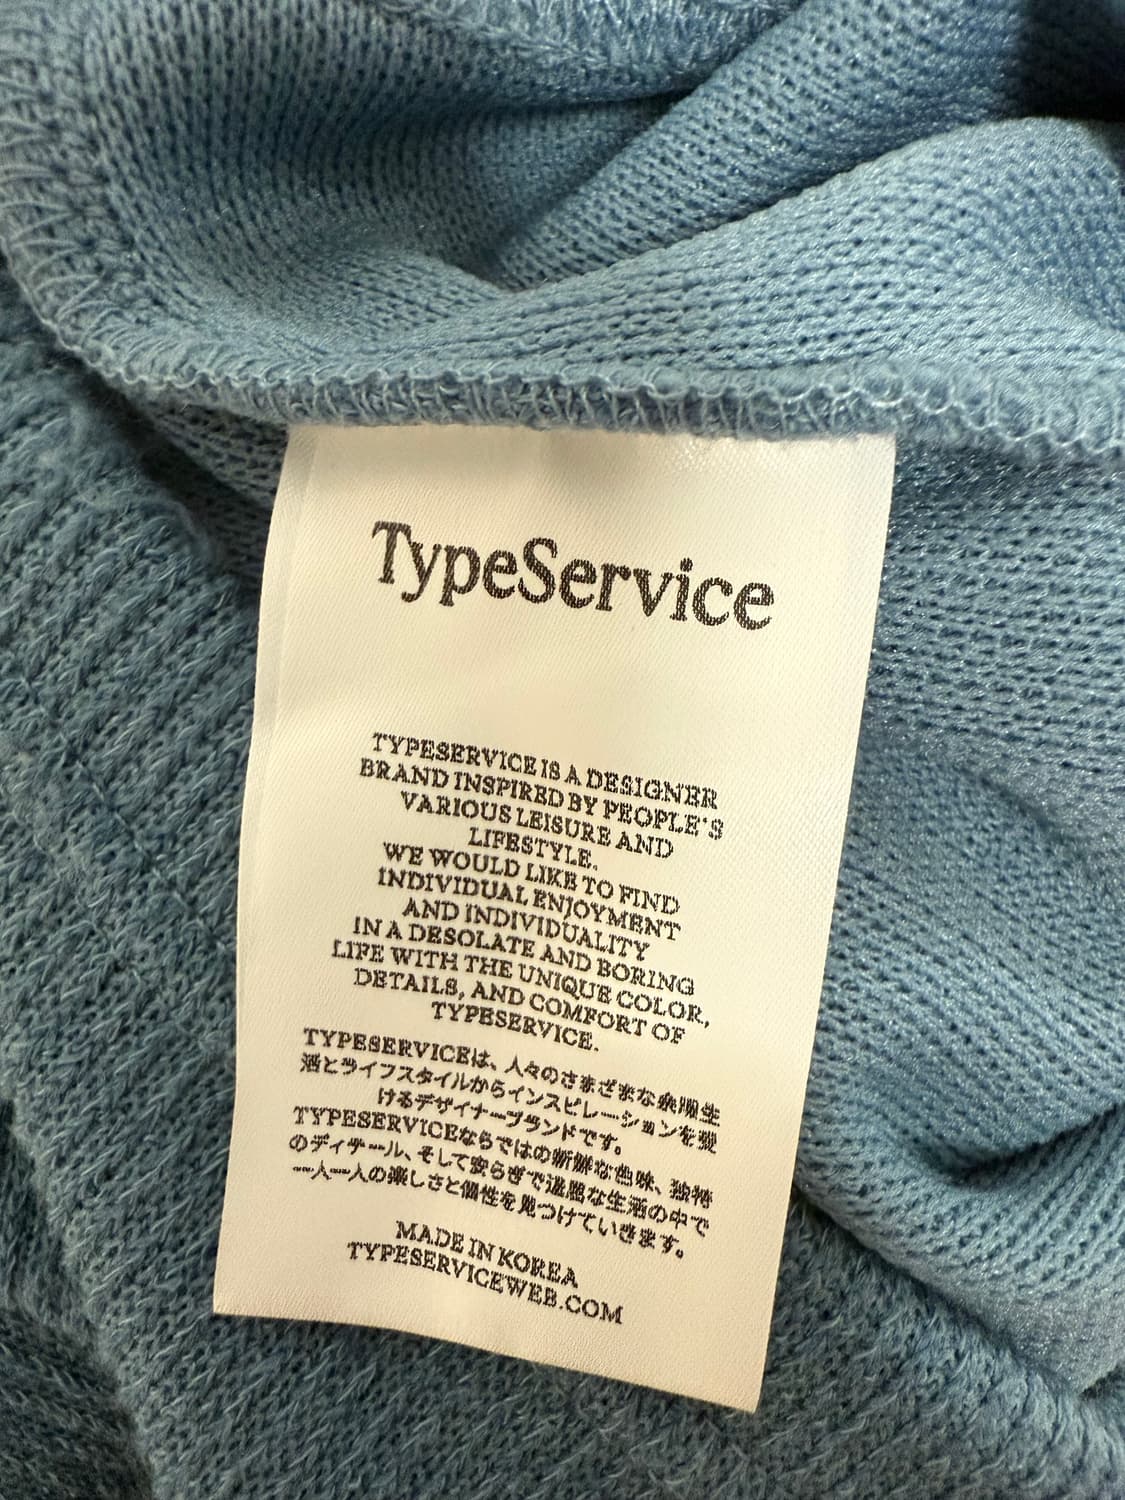 TypeService
TYPESERVICE IS A DESIGNER
BRAND INSPIRED BY PEOPLE'S
VARIOUS LEISURE AND
LIFESTYLE.
WE WOULD LIKE TO FIND
INDIVIDUAL ENJOYMENT
AND INDIVIDUALITY
IN A DESOLATE AND BORING
LIFE WITH THE UNIQUE COLOR,
DETAILS, AND COMFORT OF
TYPESERVICE.
TYPESERVICEは、人々のさまざまな余暇生
活とライフスタイルからインスピレーションを受
けるデザイナーブランドです。
TYPESERVICEならではの新鮮な色味、独特
のディテール、そして安らぎで退屈な生活の中で
一人一人の楽しさと個性を見つけていきます。
MADE IN KOREA
TYPESERVICEWEB.COM